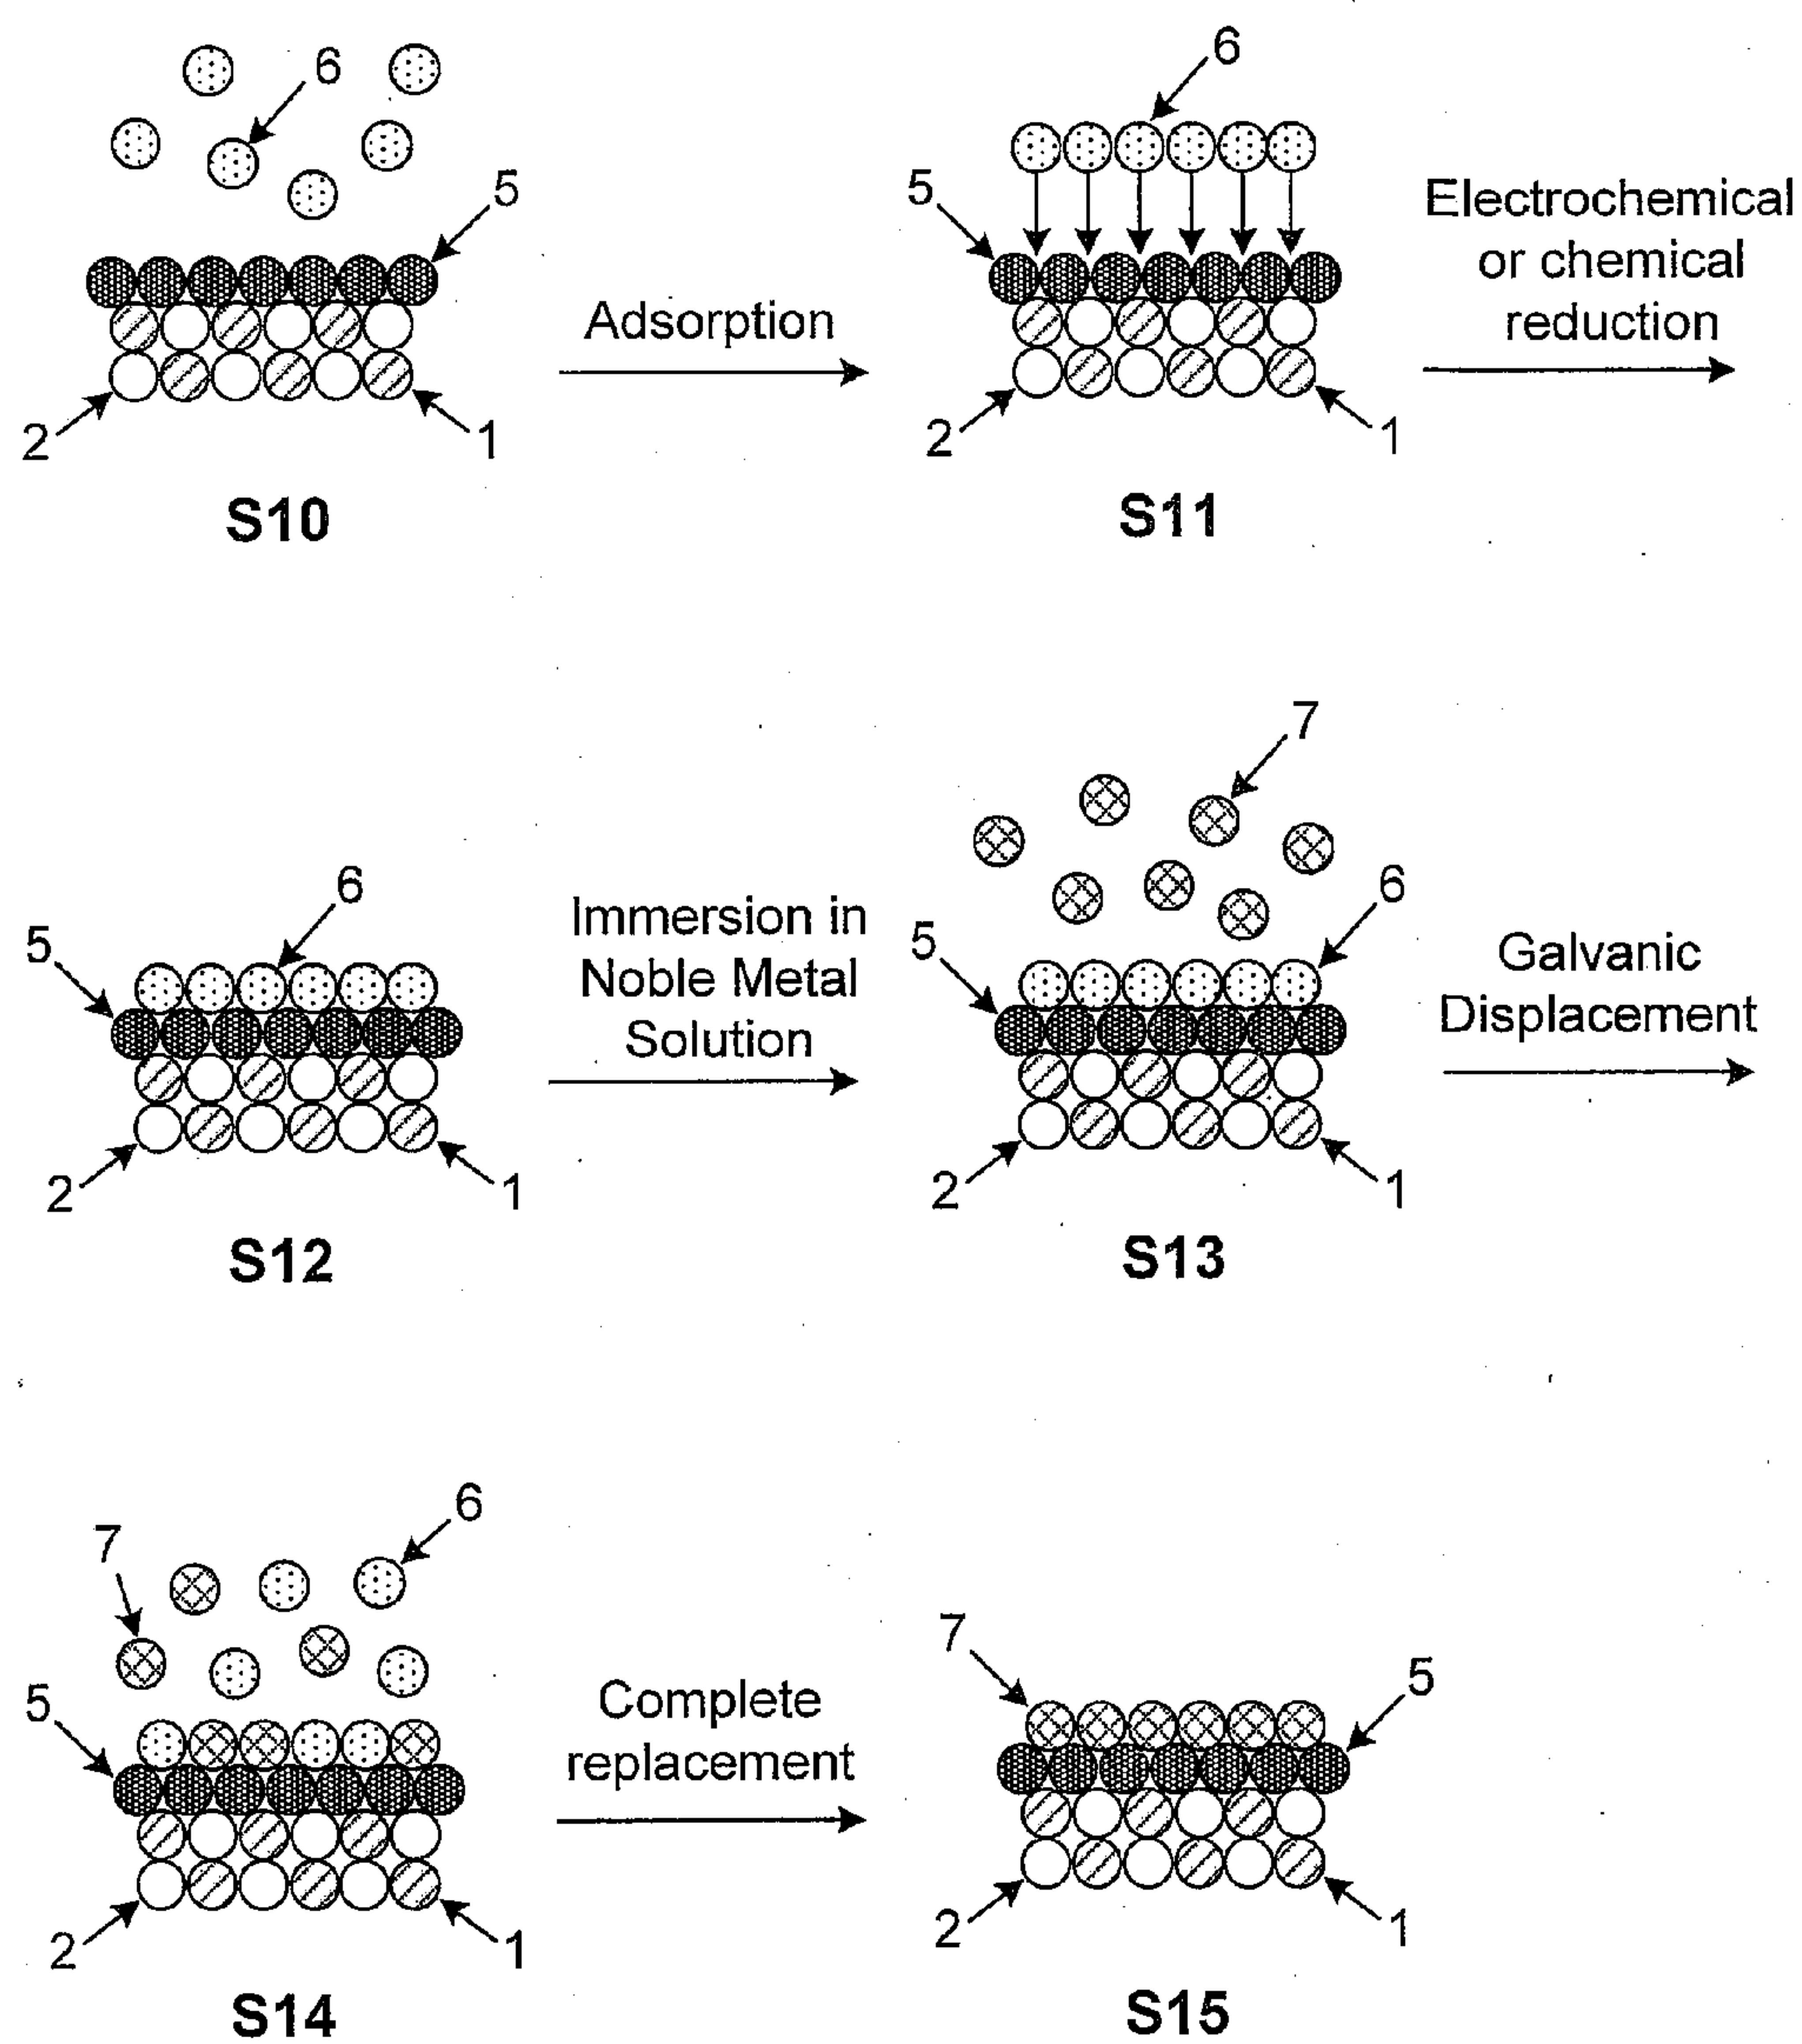 6
6
5
5
Electrochemical
or chemical
reduction
Adsorption
2
1
2
1
S10
S11
7
6
6
5
Immersion in
Noble Metal
Solution
5
Galvanic
Displacement
2
1
2
1
S12
S13
6
7
7
5
Complete
replacement
5
2
1
2
1
S14
S15